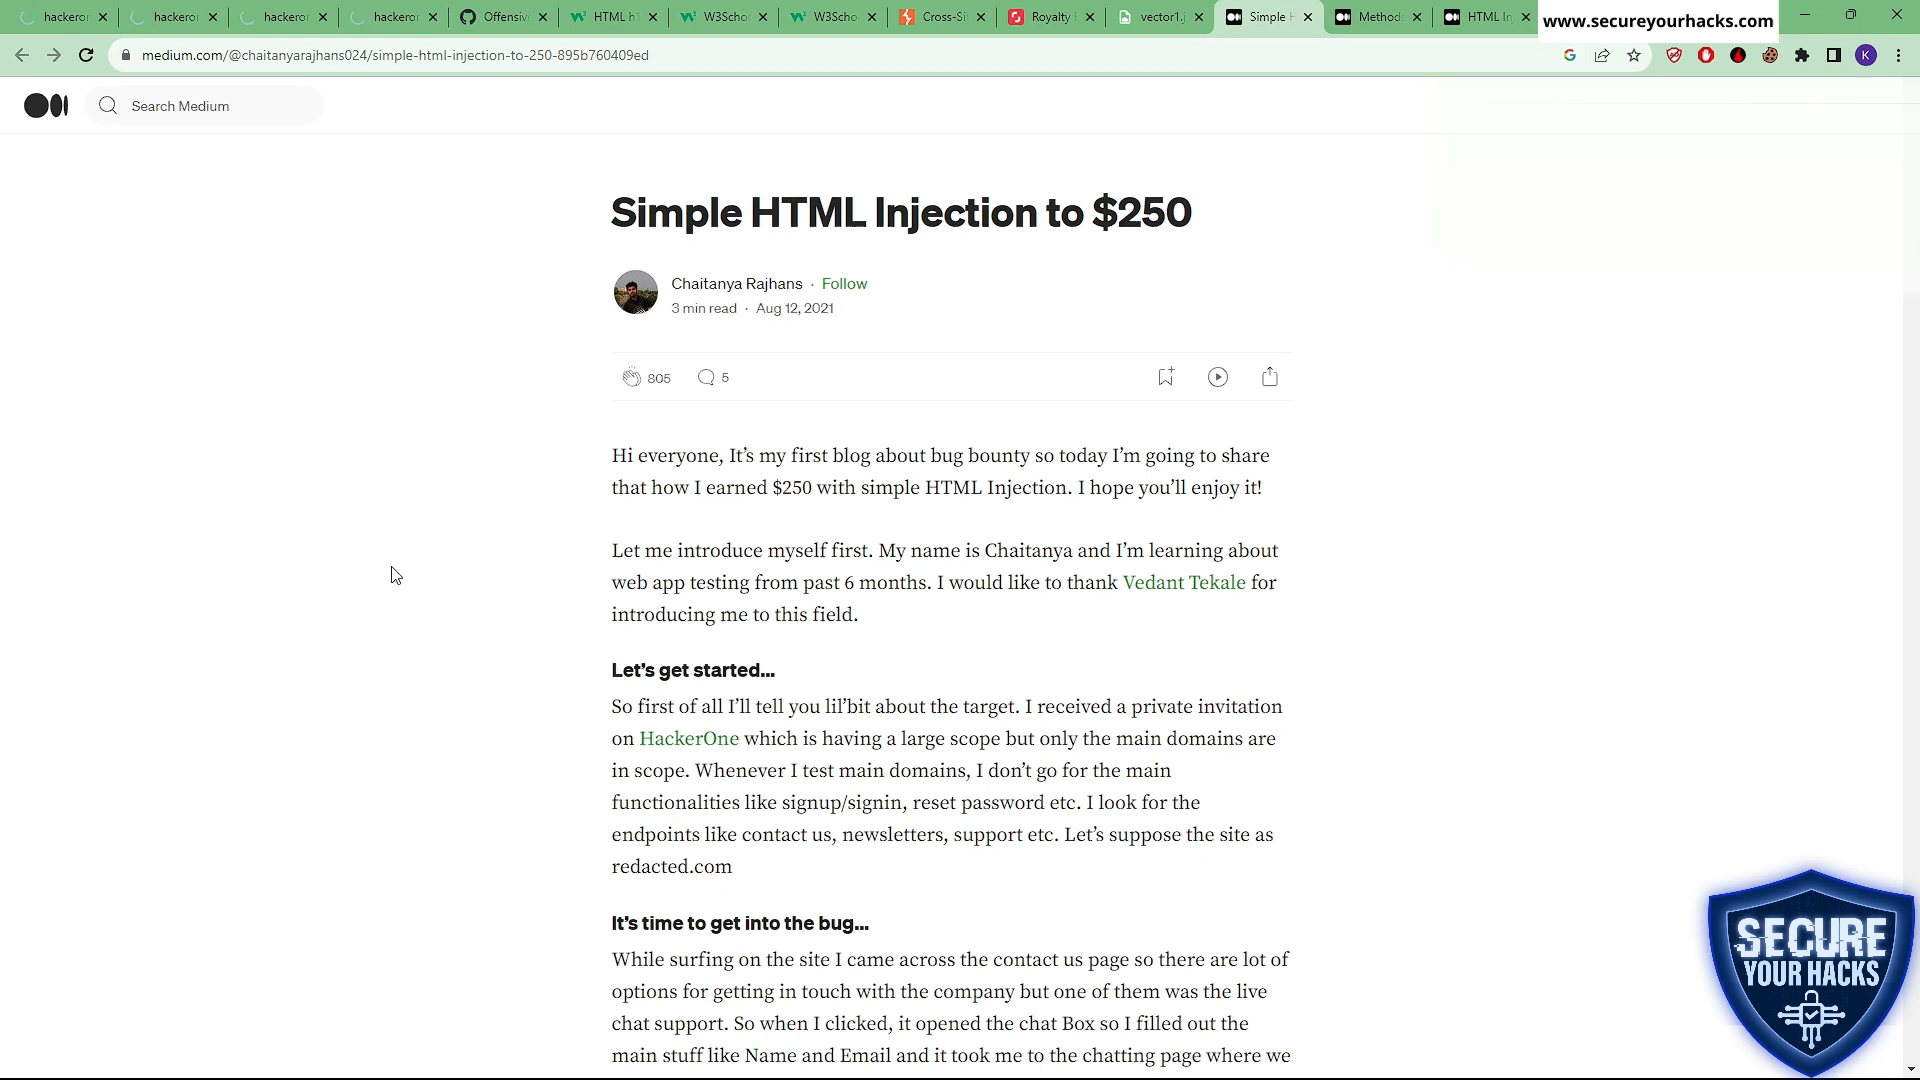 hackeror
hackeror
hackeror
hackeror
Offensiv
HTML h1
W3Scho
W3Scho
Cross-Si
Royalty
vector1.j
Simple H
Method
HTML In
www.secureyourhacks.com
medium.com/@chaitanyarajhans024/simple-html-injection-to-250-895b760409ed
K
Search Medium
Simple HTML Injection to $250
Chaitanya Rajhans · Follow
3 min read · Aug 12, 2021
805
5
Hi everyone, It’s my first blog about bug bounty so today I’m going to share
that how I earned $250 with simple HTML Injection. I hope you’ll enjoy it!
Let me introduce myself first. My name is Chaitanya and I’m learning about
web app testing from past 6 months. I would like to thank Vedant Tekale for
introducing me to this field.
Let’s get started…
So first of all I’ll tell you lil’bit about the target. I received a private invitation
on HackerOne which is having a large scope but only the main domains are
in scope. Whenever I test main domains, I don’t go for the main
functionalities like signup/signin, reset password etc. I look for the
endpoints like contact us, newsletters, support etc. Let’s suppose the site as
redacted.com
It’s time to get into the bug…
While surfing on the site I came across the contact us page so there are lot of
options for getting in touch with the company but one of them was the live
chat support. So when I clicked, it opened the chat Box so I filled out the
main stuff like Name and Email and it took me to the chatting page where we
SECURE
YOUR HACKS